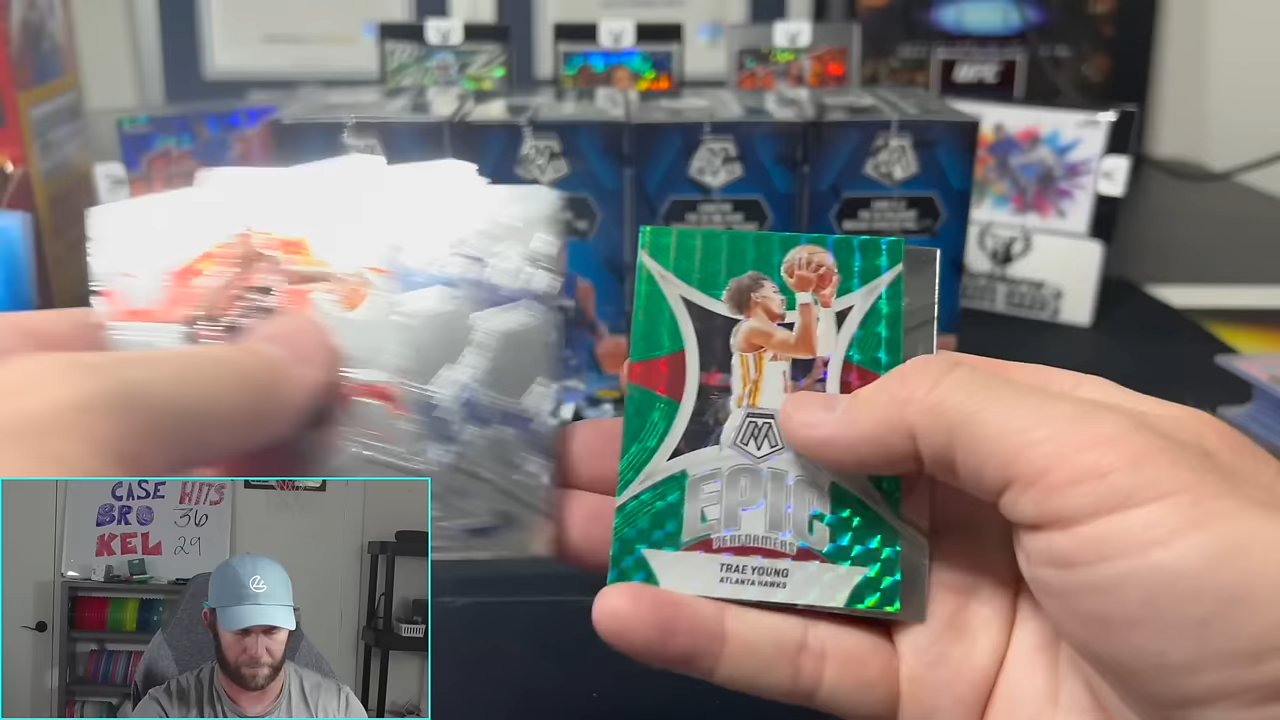 UFC
EPIC
PERFORMERS
TRAE YOUNG
ATLANTA HAWKS
CASE HITS
BRO 36
KEL 29